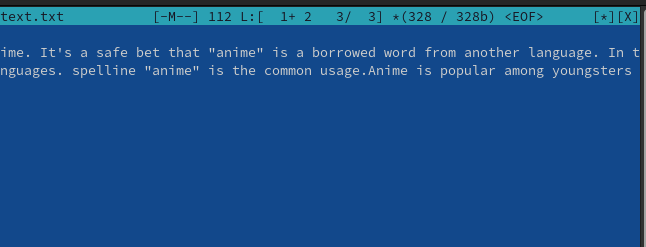 text.txt [-M--] 112 L:[ 1+ 2 3/ 3] *(328 / 328b) <EOF> [*][X]
ime. It's a safe bet that "anime" is a borrowed word from another language. In t
nguages. spelline "anime" is the common usage.Anime is popular among youngsters